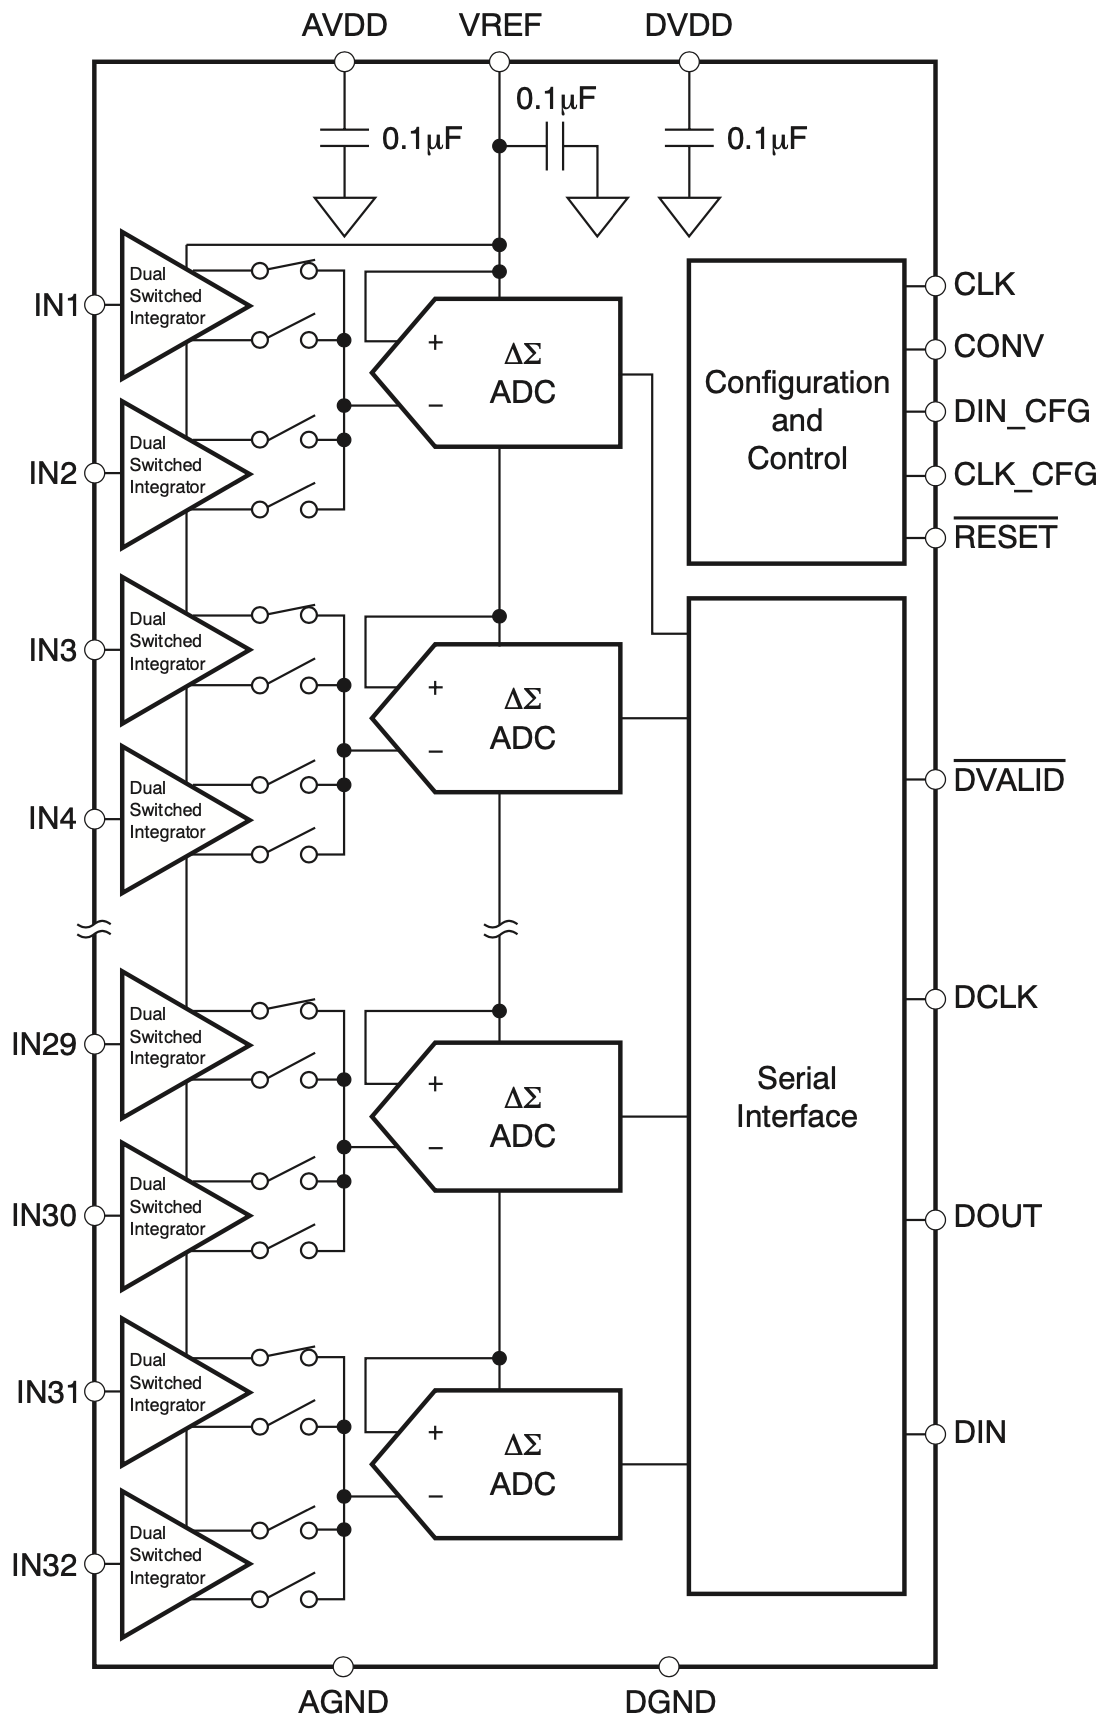 AVDD
VREF
DVDD
0.1μF
0.1μF
0.1μF
IN1
Dual
Switched
Integrator
+
−
ΔΣ
ADC
IN2
Dual
Switched
Integrator
Configuration
and
Control
CLK
CONV
DIN_CFG
CLK_CFG
RESET
IN3
Dual
Switched
Integrator
+
−
ΔΣ
ADC
IN4
Dual
Switched
Integrator
IN29
Dual
Switched
Integrator
+
−
ΔΣ
ADC
IN30
Dual
Switched
Integrator
IN31
Dual
Switched
Integrator
+
−
ΔΣ
ADC
IN32
Dual
Switched
Integrator
Serial
Interface
DVALID
DCLK
DOUT
DIN
AGND
DGND